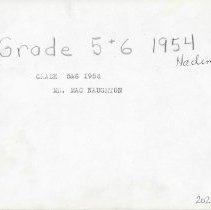 Grade 5+6 1954
GRADE 5&6 1954
MR. MAC NAUGHTON